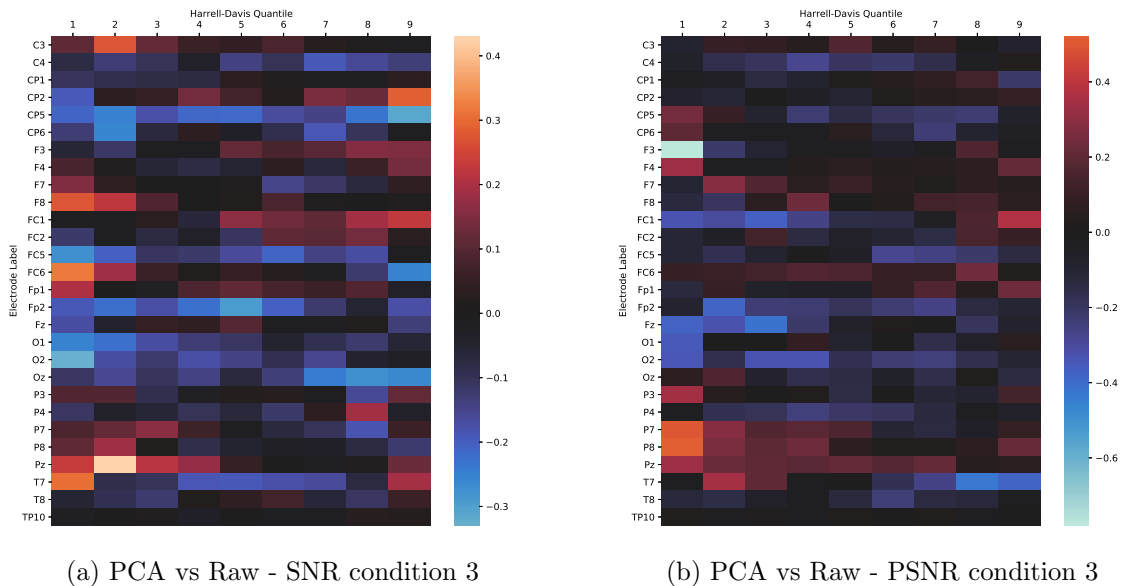 Harrell-Davis Quantile
1 2 3 4 5 6 7 8 9
Electrode Label
C3
C4
CP1
CP2
CP5
CP6
F3
F4
F7
F8
FC1
FC2
FC5
FC6
Fp1
Fp2
Fz
O1
O2
Oz
P3
P4
P7
P8
Pz
T7
T8
TP10
0.4
0.3
0.2
0.1
0.0
−0.1
−0.2
−0.3
(a) PCA vs Raw - SNR condition 3
Harrell-Davis Quantile
1 2 3 4 5 6 7 8 9
Electrode Label
C3
C4
CP1
CP2
CP5
CP6
F3
F4
F7
F8
FC1
FC2
FC5
FC6
Fp1
Fp2
Fz
O1
O2
Oz
P3
P4
P7
P8
Pz
T7
T8
TP10
0.4
0.2
0.0
−0.2
−0.4
−0.6
(b) PCA vs Raw - PSNR condition 3